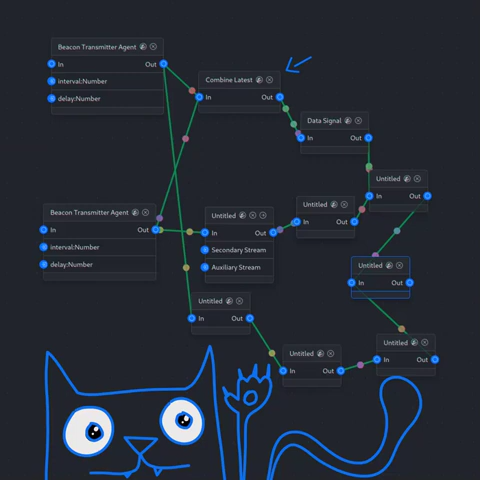 Beacon Transmitter Agent
In Out
interval:Number
delay:Number
Combine Latest
In Out
Data Signal
In Out
Untitled
In Out
Beacon Transmitter Agent
In Out
interval:Number
delay:Number
Untitled
In Out
Secondary Stream
Auxiliary Stream
Untitled
In Out
Untitled
In Out
Untitled
In Out
Untitled
In Out
Untitled
In Out